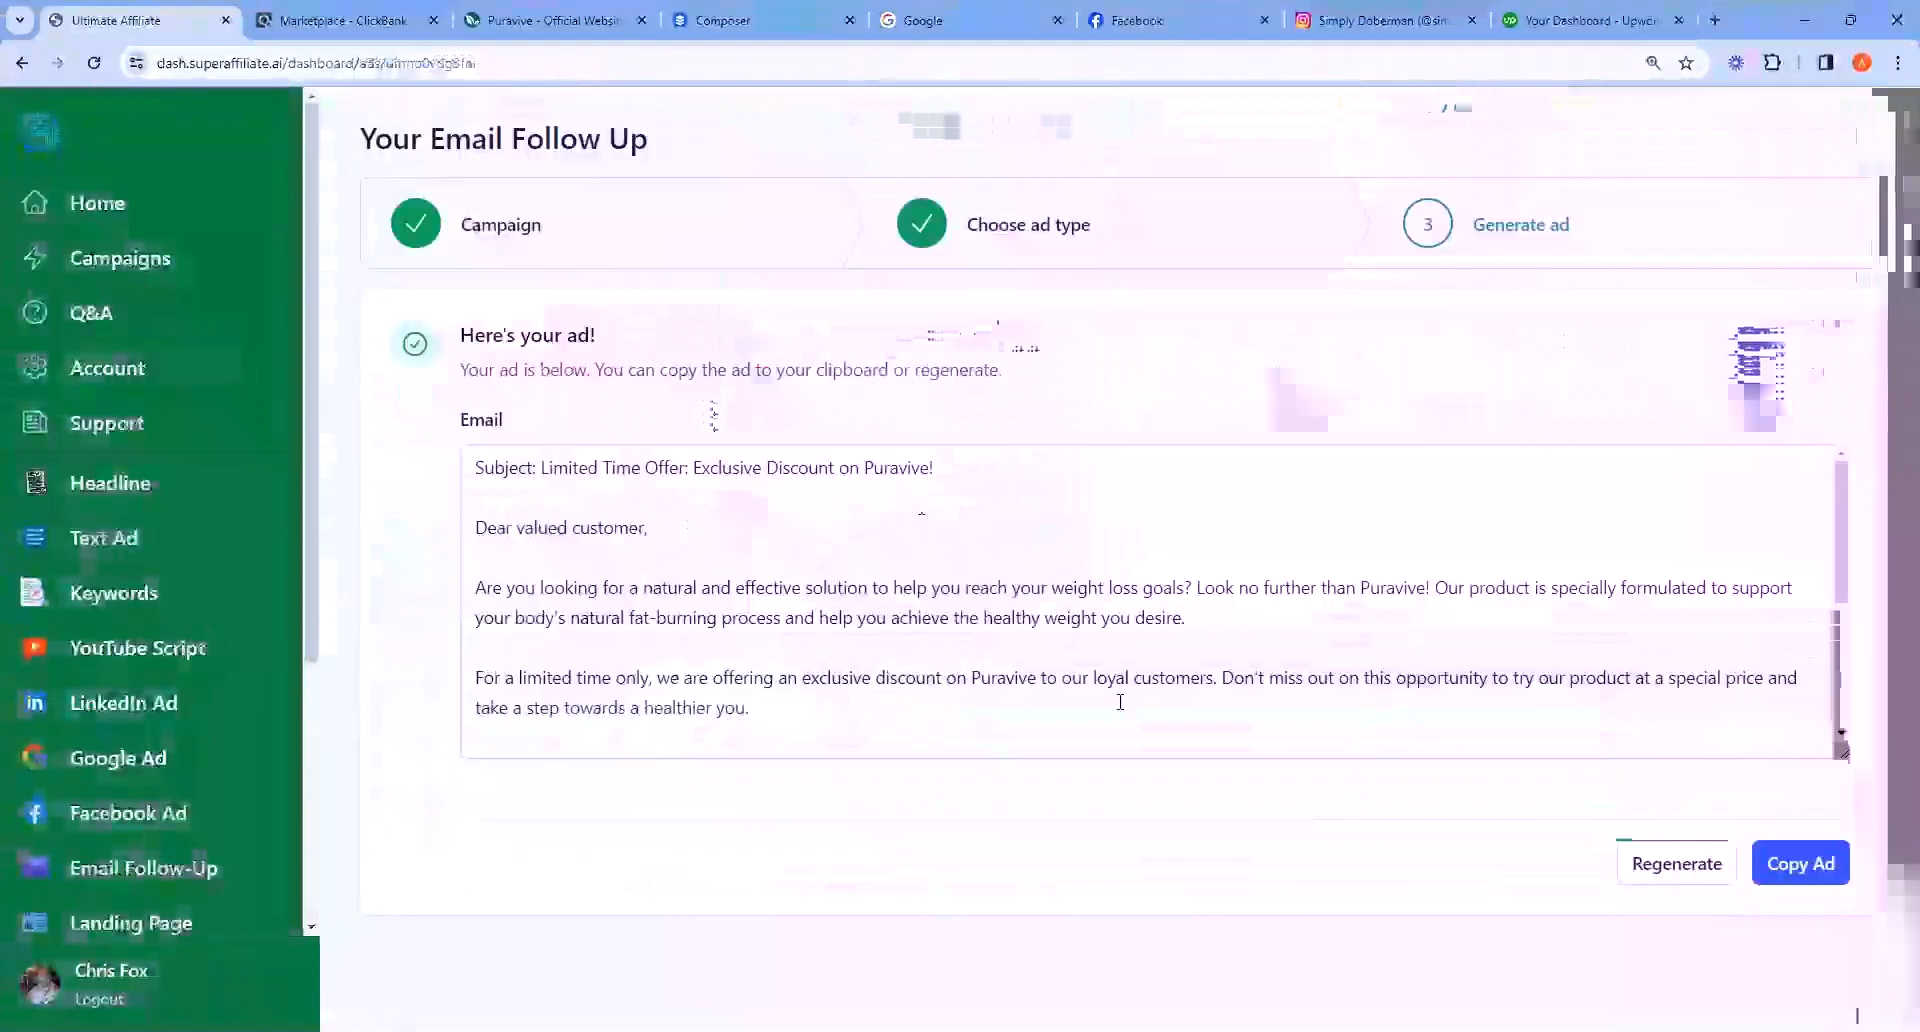 Ultimate Affiliate
Marketplace - ClickBank
Puravive - Official Websi
Composer
Google
Facebook
Simply Doberman (@sim
Your Dashboard - Upwor
Your Email Follow Up
Home
Campaigns
Q&A
Account
Support
Headline
Text Ad
Keywords
YouTube Script
LinkedIn Ad
Google Ad
Facebook Ad
Email Follow-Up
Landing Page
Chris Fox
Logout
Campaign
Choose ad type
3
Generate ad
Here's your ad!
Your ad is below. You can copy the ad to your clipboard or regenerate.
Email
Subject: Limited Time Offer: Exclusive Discount on Puravive!
Dear valued customer,
Are you looking for a natural and effective solution to help you reach your weight loss goals? Look no further than Puravive! Our product is specially formulated to support
your body's natural fat-burning process and help you achieve the healthy weight you desire.
For a limited time only, we are offering an exclusive discount on Puravive to our loyal customers. Don't miss out on this opportunity to try our product at a special price and
take a step towards a healthier you.
Regenerate
Copy Ad